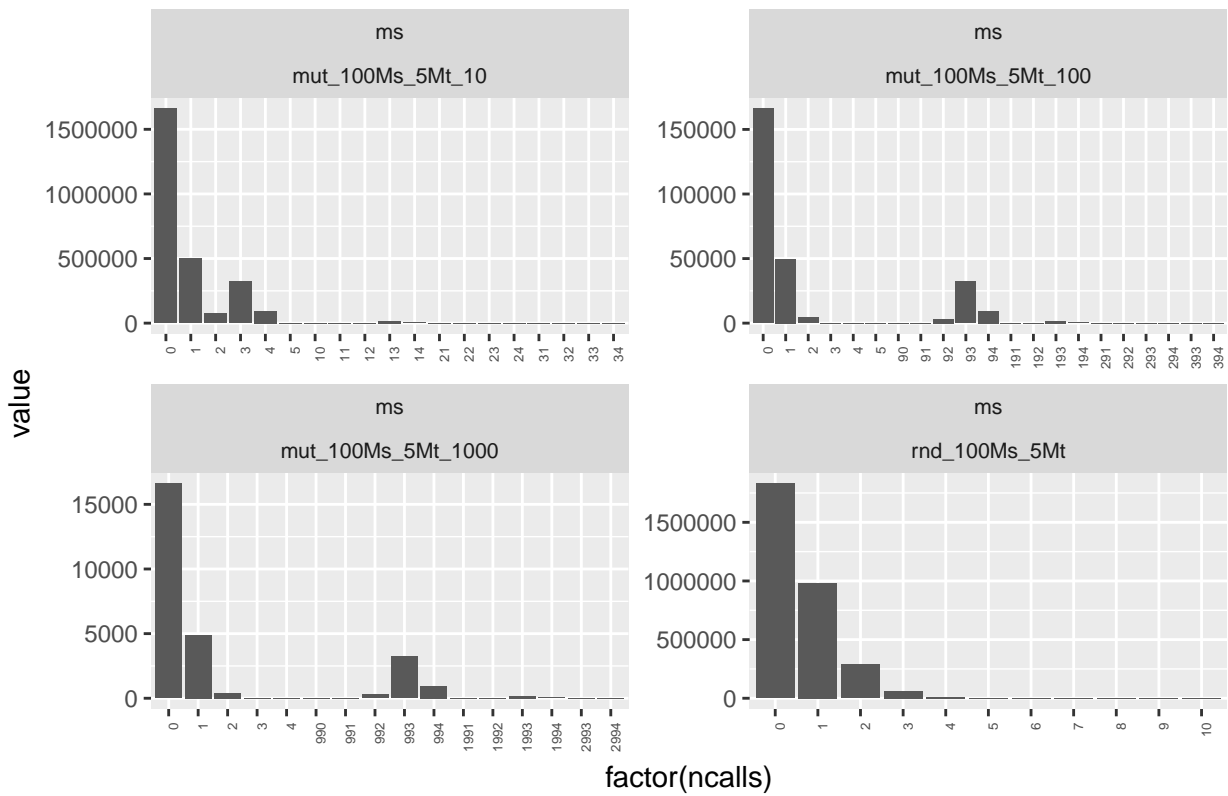 ms
mut_100Ms_5Mt_10
1500000
1000000
500000
0
0 1 2 3 4 5 10 11 12 13 14 21 22 23 24 31 32 33 34
ms
mut_100Ms_5Mt_100
150000
100000
50000
0
0 1 2 3 4 5 90 91 92 93 94 191 192 193 194 291 292 293 294 393 394
value
ms
mut_100Ms_5Mt_1000
15000
10000
5000
0
0 1 2 3 4 990 991 992 993 994 1991 1992 1993 1994 2993 2994
ms
rnd_100Ms_5Mt
1500000
1000000
500000
0
0 1 2 3 4 5 6 7 8 9 10
factor(ncalls)